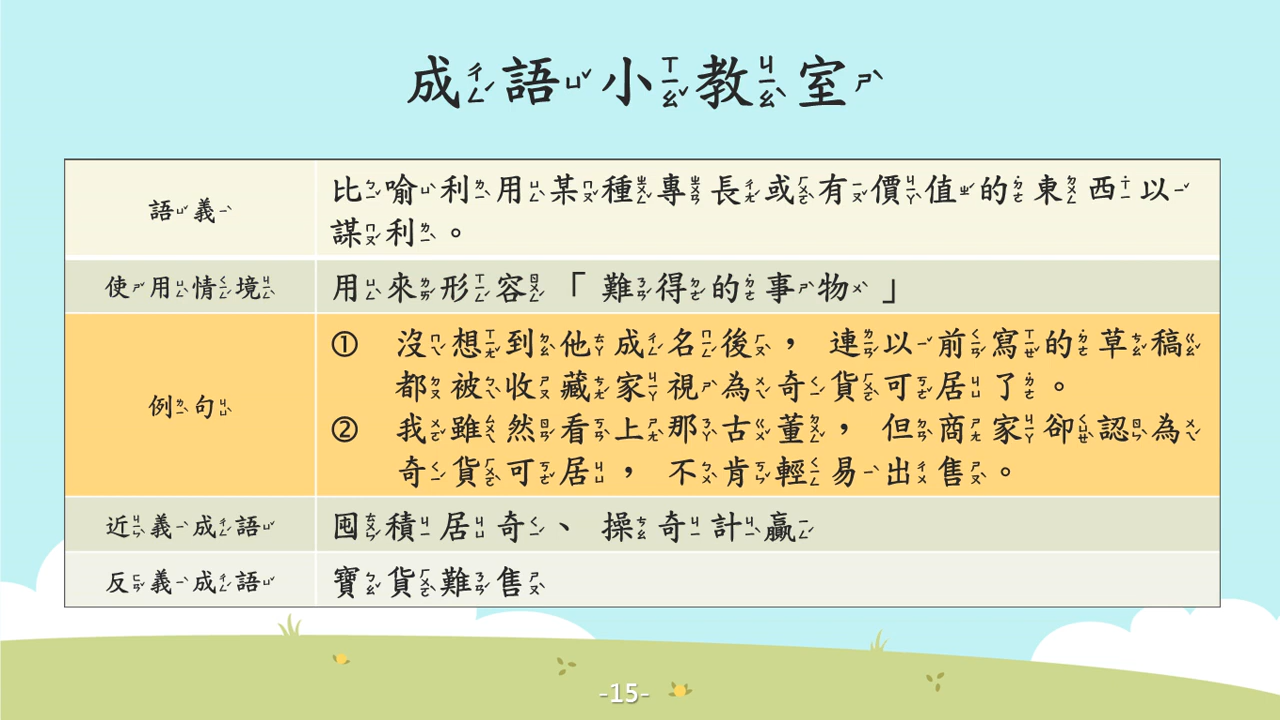 成語小教室
語義
比喻利用某種專長或有價值的東西以
謀利。
使用情境
用來形容「難得的事物」
例句
① 沒想到他成名後，連以前寫的草稿
都被收藏家視為奇貨可居了。
② 我雖然看上那古董，但商家卻認為
奇貨可居，不肯輕易出售。
近義成語
囤積居奇、操奇計贏
反義成語
寶貨難售
-15-